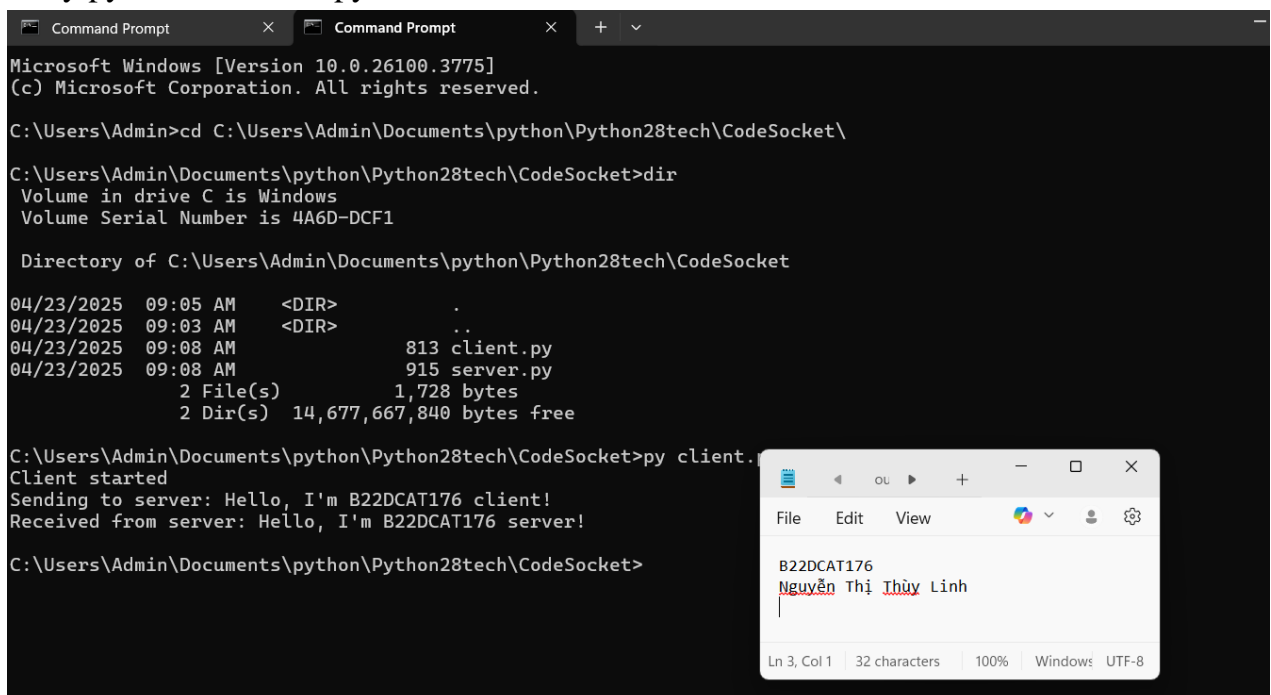 Command Prompt
Command Prompt
Microsoft Windows [Version 10.0.26100.3775]
(c) Microsoft Corporation. All rights reserved.
C:\Users\Admin>cd C:\Users\Admin\Documents\python\Python28tech\CodeSocket\
C:\Users\Admin\Documents\python\Python28tech\CodeSocket>dir
Volume in drive C is Windows
Volume Serial Number is 4A6D-DCF1
Directory of C:\Users\Admin\Documents\python\Python28tech\CodeSocket
04/23/2025  09:05 AM    <DIR>          .
04/23/2025  09:03 AM    <DIR>          ..
04/23/2025  09:08 AM               813 client.py
04/23/2025  09:08 AM               915 server.py
2 File(s)          1,728 bytes
2 Dir(s)  14,677,667,840 bytes free
C:\Users\Admin\Documents\python\Python28tech\CodeSocket>py client.
Client started
Sending to server: Hello, I'm B22DCAT176 client!
Received from server: Hello, I'm B22DCAT176 server!
C:\Users\Admin\Documents\python\Python28tech\CodeSocket>
ou
File Edit View
B22DCAT176
Nguyễn Thị Thùy Linh
Ln 3, Col 1 32 characters 100% Windows UTF-8